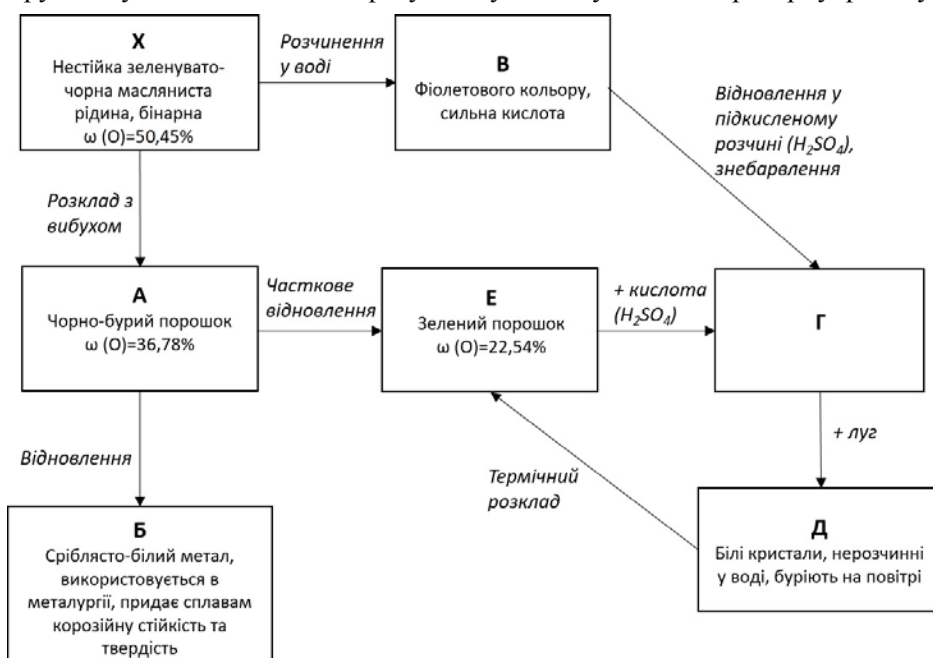 Х
Нестійка зеленувато-
чорна масляниста
рідина, бінарна
ω (О)=50,45%
Розчинення
у воді
В
Фіолетового кольору,
сильна кислота
Відновлення у
підкисленому
розчині (H₂SO₄),
знебарвлення
Розклад з
вибухом
А
Чорно-бурий порошок
ω (О)=36,78%
Часткове
відновлення
Е
Зелений порошок
ω (О)=22,54%
+ кислота
(H₂SO₄)
Г
+ луг
Відновлення
Термічний
розклад
Б
Сріблясто-білий метал,
використовується в
металургії, придає сплавам
корозійну стійкість та
твердість
Д
Білі кристали, нерозчинні
у воді, буріють на повітрі